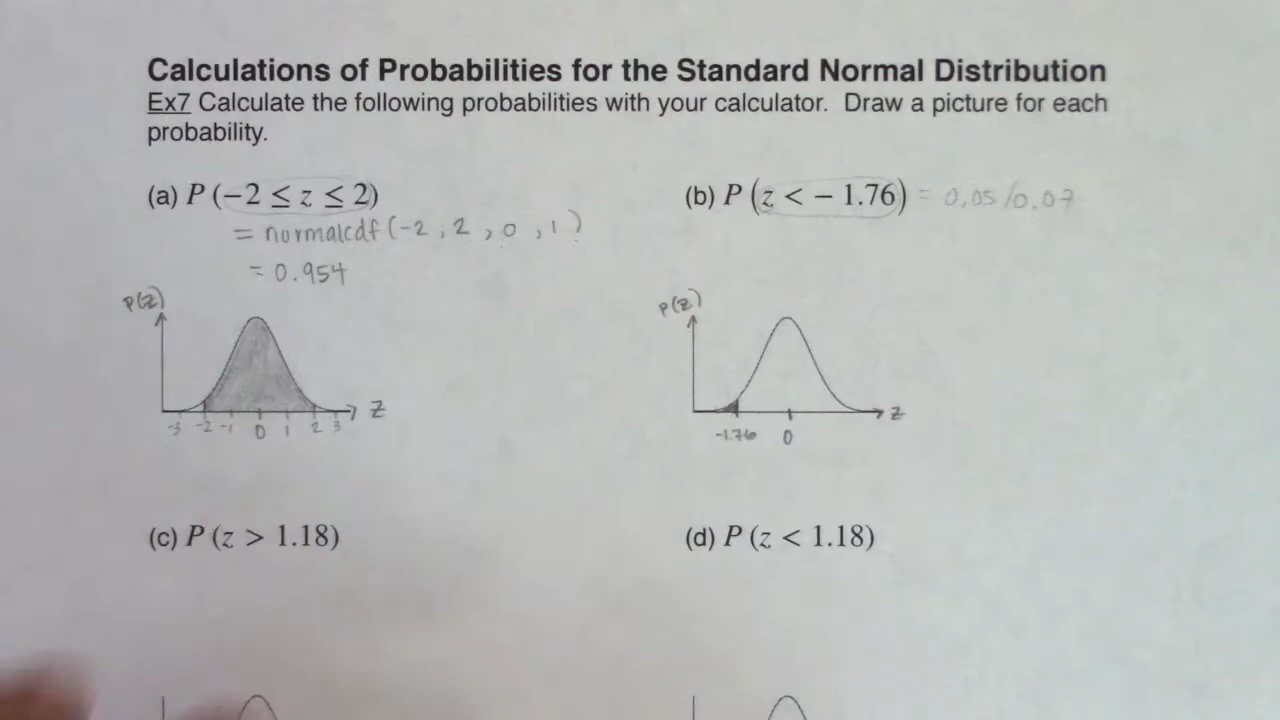 Calculations of Probabilities for the Standard Normal Distribution
Ex7 Calculate the following probabilities with your calculator. Draw a picture for each
probability.
(a) P (−2 ≤ z ≤ 2)
= normalcdf(-2, 2, 0, 1)
= 0.954
P(z)
-3 -2 -1 0 1 2 3 z
(b) P (z < − 1.76) = 0.05/0.07
P(z)
-1.76 0 z
(c) P (z > 1.18)
(d) P (z < 1.18)